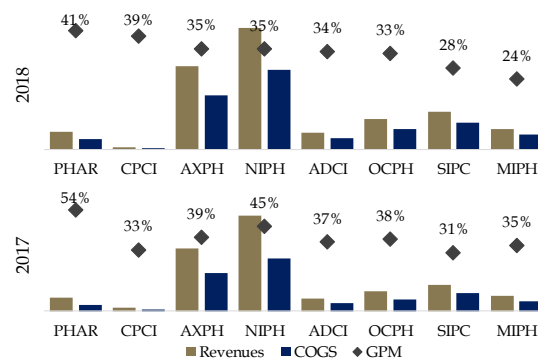 41% 39% 35% 35% 34% 33% 28% 24%
2018
PHAR CPCI AXPH NIPH ADCI OCPH SIPC MIPH
54% 33% 39% 45% 37% 38% 31% 35%
2017
PHAR CPCI AXPH NIPH ADCI OCPH SIPC MIPH
Revenues COGS GPM